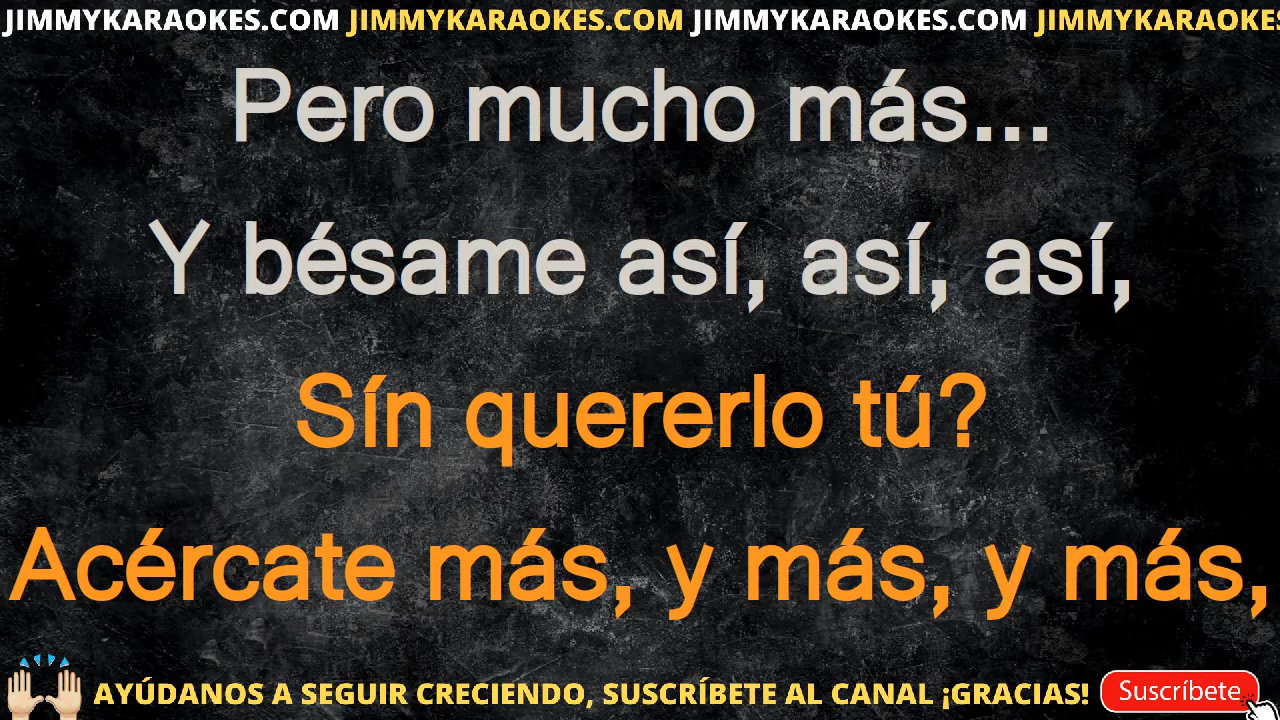 JIMMYKARAOKES.COM JIMMYKARAOKES.COM JIMMYKARAOKES.COM JIMMYKARAOKES
Pero mucho más...
Y bésame así, así, así,
Sín quererlo tú?
Acércate más, y más, y más,
AYÚDANOS A SEGUIR CRECIENDO, SUSCRÍBETE AL CANAL ¡GRACIAS! Suscríbete